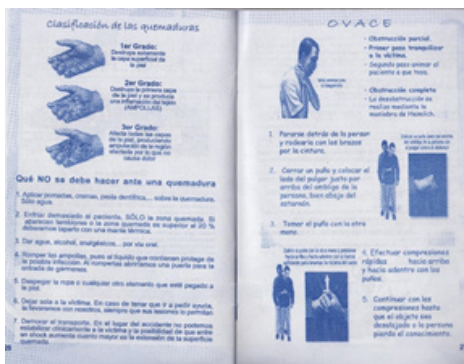 Clasificación de las quemaduras
1er Grado:
Destruye solamente
la capa superficial de
la piel
2er Grado:
Destruye la primera capa
de la piel y se produce
una inflamación del tejido
(AMPOLLAS)
3er Grado:
Afecta todas las capas
de la piel, produciendo
amputación de la región
afectada por lo que no
causa dolor
Qué NO se debe hacer ante una quemadura
1. Aplicar pomadas, cremas, pasta dentífrica,... sobre la quemadura.
Sólo agua.
2. Enfriar demasiado al paciente, SÓLO la zona quemada. Si
aparecen temblores o la zona quemada es superior al 20 %
deberemos taparlo con una manta térmica.
3. Dar agua, alcohol, analgésicos... por vía oral.
4. Romper las ampollas, pues el líquido que contienen protege de
la posible infección. Al romperlas abriríamos una puerta para la
entrada de gérmenes.
5. Despegar la ropa o cualquier otro elemento que esté pegado a
la piel.
6. Dejar sola a la víctima. En caso de tener que ir a pedir ayuda,
la llevaremos con nosotros, siempre que sus lesiones lo permitan
7. Demorar el transporte. En el lugar del accidente no podemos
estabilizar clínicamente a la víctima y la posibilidad de que entre
en shock aumenta cuanto mayor es la extensión de la superficie
quemada.
OVACE
• Obstrucción parcial.
• Primer paso tranquilizar
a la víctima.
• Segundo paso animar al
paciente a que tosa.
• Obstrucción completa
• La desobstrucción se
realiza mediante la
maniobra de Heimlich.
1. Pararse detrás de la person
y rodearla con los brazos
por la cintura.
2. Cerrar un puño y colocar el
lado del pulgar justo por
arriba del ombligo de la
persona, bien abajo del
esternón.
3. Tomar el puño con la otra
mano.
4. Efectuar compresiones
rápidas hacia arriba
y hacia adentro con los
puños.
5. Continuar con las
compresiones hasta
que el objeto sea
desalojado o la persona
pierda el conocimiento.